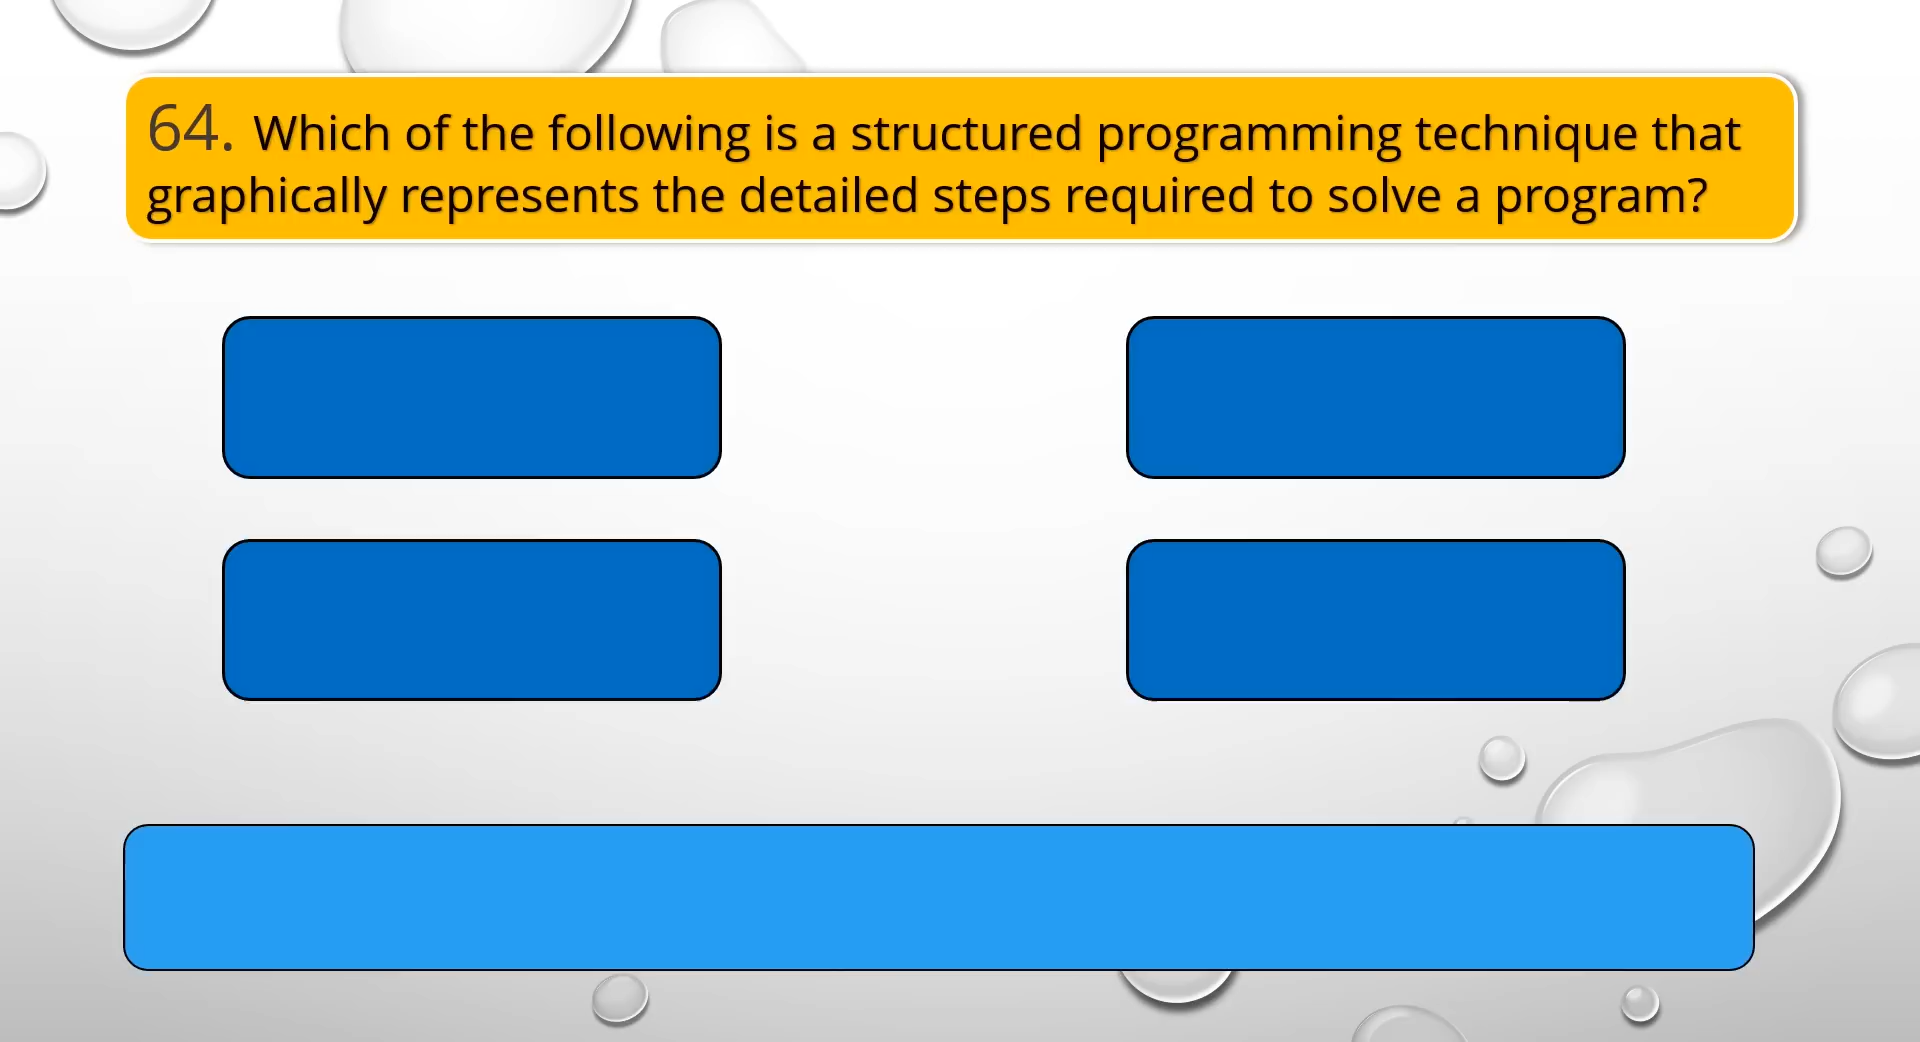 64. Which of the following is a structured programming technique that
graphically represents the detailed steps required to solve a program?